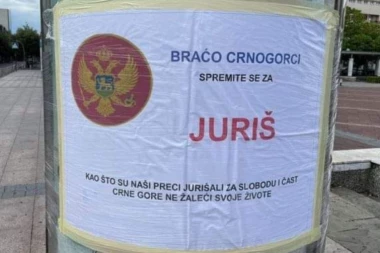 BRAĆO CRNOGORCI
SPREMITE SE ZA
JURIŠ
KAO ŠTO SU NAŠI PRECI JURIŠALI ZA SLOBODU I ČAST
CRNE GORE NE ŽALEĆI SVOJE ŽIVOTE